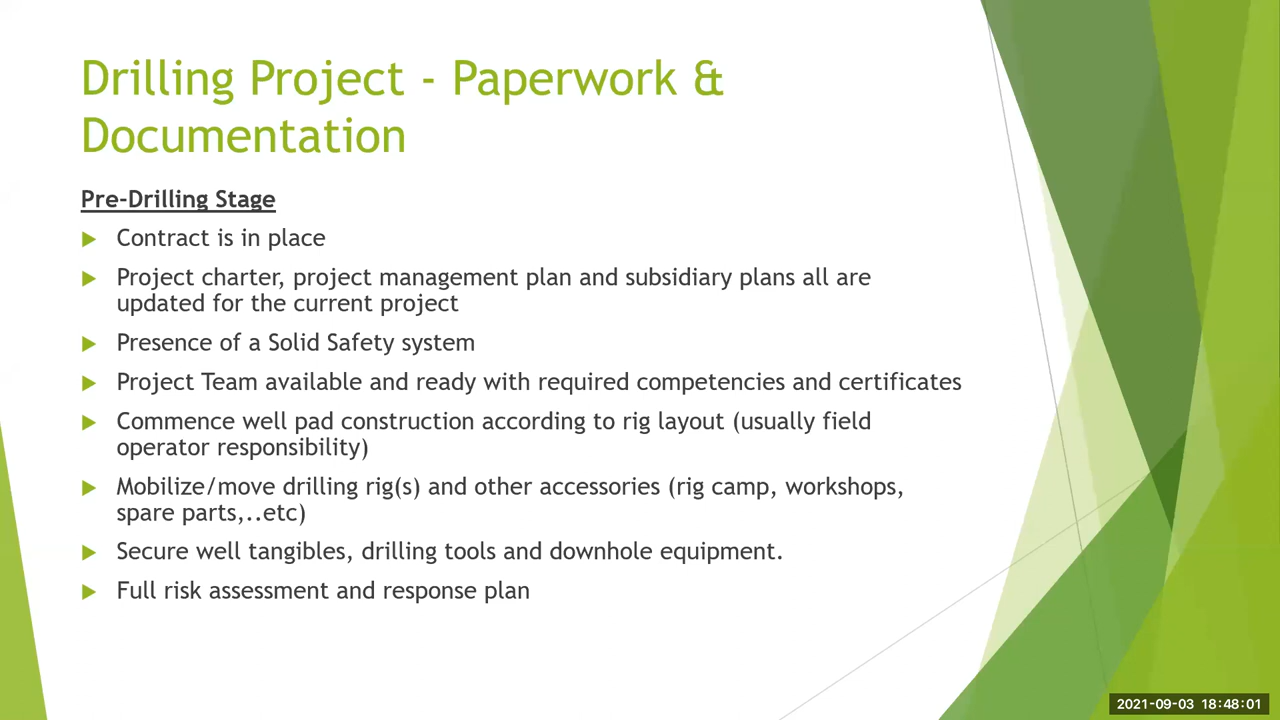 Drilling Project - Paperwork &
Documentation
Pre-Drilling Stage
Contract is in place
Project charter, project management plan and subsidiary plans all are
updated for the current project
Presence of a Solid Safety system
Project Team available and ready with required competencies and certificates
Commence well pad construction according to rig layout (usually field
operator responsibility)
Mobilize/move drilling rig(s) and other accessories (rig camp, workshops,
spare parts,..etc)
Secure well tangibles, drilling tools and downhole equipment.
Full risk assessment and response plan
2021-09-03 18:48:01